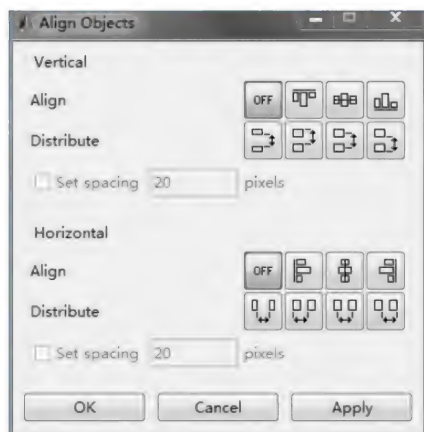 Align Objects
Vertical
Align OFF
Distribute
Set spacing 20 pixels
Horizontal
Align OFF
Distribute
Set spacing 20 pixels
OK Cancel Apply